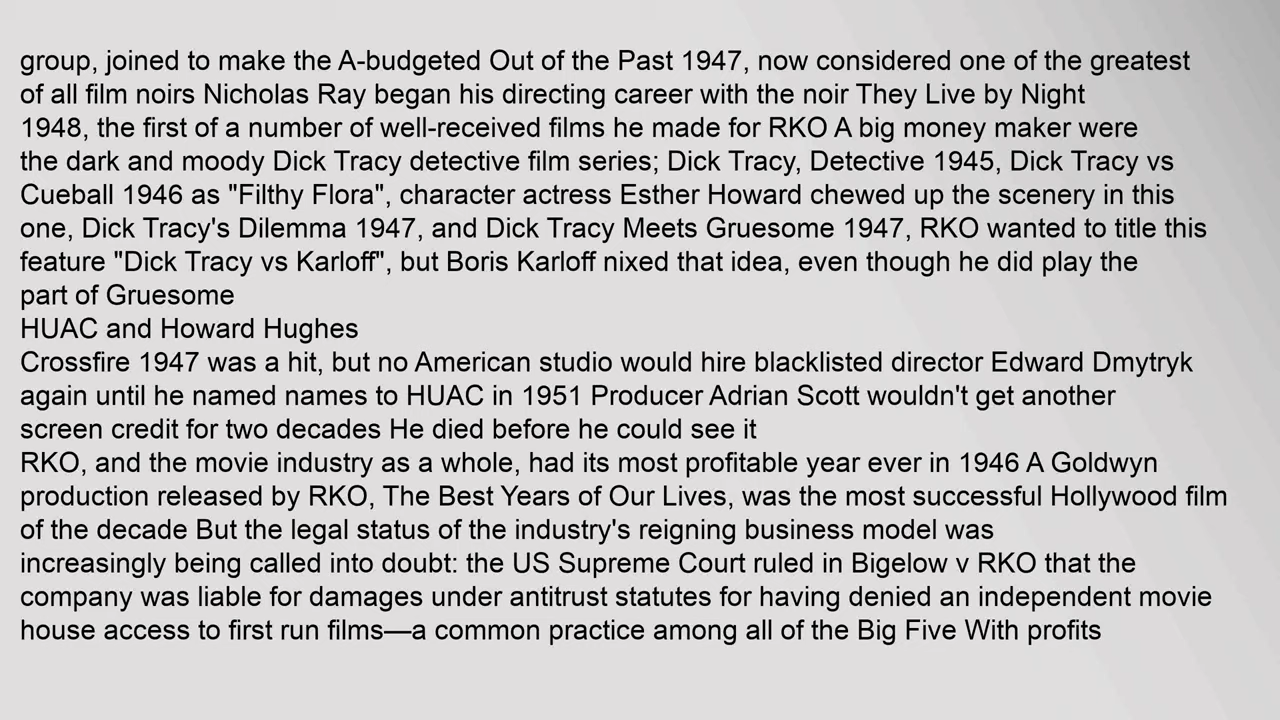 group, joined to make the A-budgeted Out of the Past 1947, now considered one of the greatest
of all film noirs Nicholas Ray began his directing career with the noir They Live by Night
1948, the first of a number of well-received films he made for RKO A big money maker were
the dark and moody Dick Tracy detective film series; Dick Tracy, Detective 1945, Dick Tracy vs
Cueball 1946 as "Filthy Flora", character actress Esther Howard chewed up the scenery in this
one, Dick Tracy's Dilemma 1947, and Dick Tracy Meets Gruesome 1947, RKO wanted to title this
feature "Dick Tracy vs Karloff", but Boris Karloff nixed that idea, even though he did play the
part of Gruesome
HUAC and Howard Hughes
Crossfire 1947 was a hit, but no American studio would hire blacklisted director Edward Dmytryk
again until he named names to HUAC in 1951 Producer Adrian Scott wouldn't get another
screen credit for two decades He died before he could see it
RKO, and the movie industry as a whole, had its most profitable year ever in 1946 A Goldwyn
production released by RKO, The Best Years of Our Lives, was the most successful Hollywood film
of the decade But the legal status of the industry's reigning business model was
increasingly being called into doubt: the US Supreme Court ruled in Bigelow v RKO that the
company was liable for damages under antitrust statutes for having denied an independent movie
house access to first run films—a common practice among all of the Big Five With profits